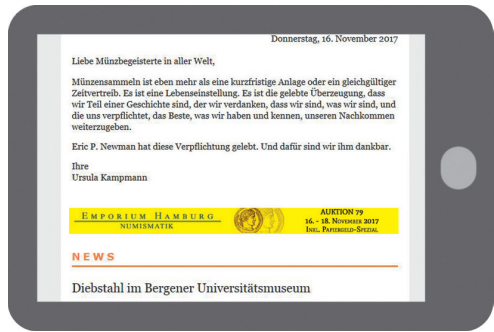 Donnerstag, 16. November 2017
Liebe Münzbegeisterte in aller Welt,
Münzensammeln ist eben mehr als eine kurzfristige Anlage oder ein gleichgültiger
Zeitvertreib. Es ist eine Lebenseinstellung. Es ist die gelebte Überzeugung, dass
wir Teil einer Geschichte sind, der wir verdanken, dass wir sind, was wir sind, und
die uns verpflichtet, das Beste, was wir haben und kennen, unseren Nachkommen
weiterzugeben.
Eric P. Newman hat diese Verpflichtung gelebt. Und dafür sind wir ihm dankbar.
Ihre
Ursula Kampmann
EMPORIUM HAMBURG
NUMISMATIK
AUKTION 79
16. - 18. NOVEMBER 2017
INKL. PAPIERGELD-SPEZIAL
NEWS
Diebstahl im Bergener Universitätsmuseum